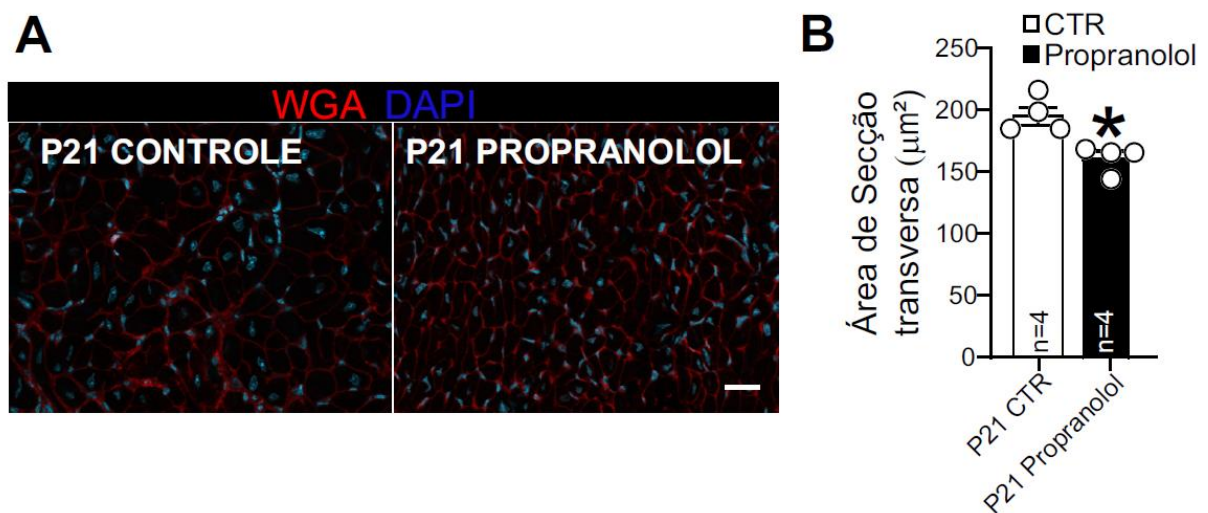 A
WGA DAPI
P21 CONTROLE
P21 PROPRANOLOL
B
CTR
Propranolol
Área de Secção
transversa (µm²)
250
200
150
100
50
0
*
n=4
n=4
P21 CTR
P21 Propranolol